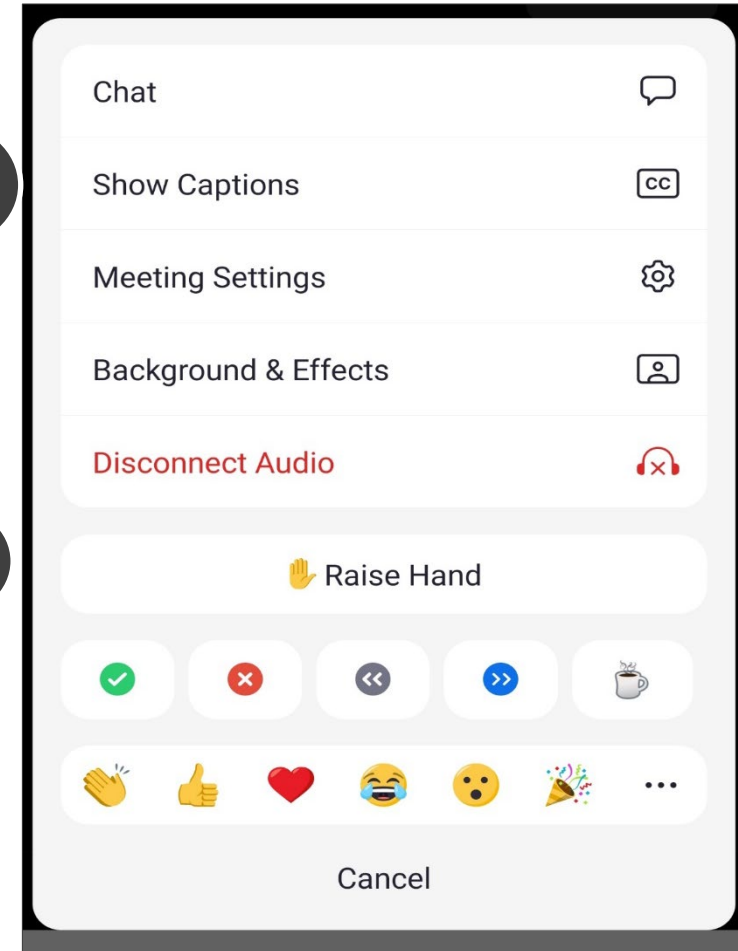 Chat
Show Captions
CC
Meeting Settings
Background & Effects
Disconnect Audio
Raise Hand
Cancel